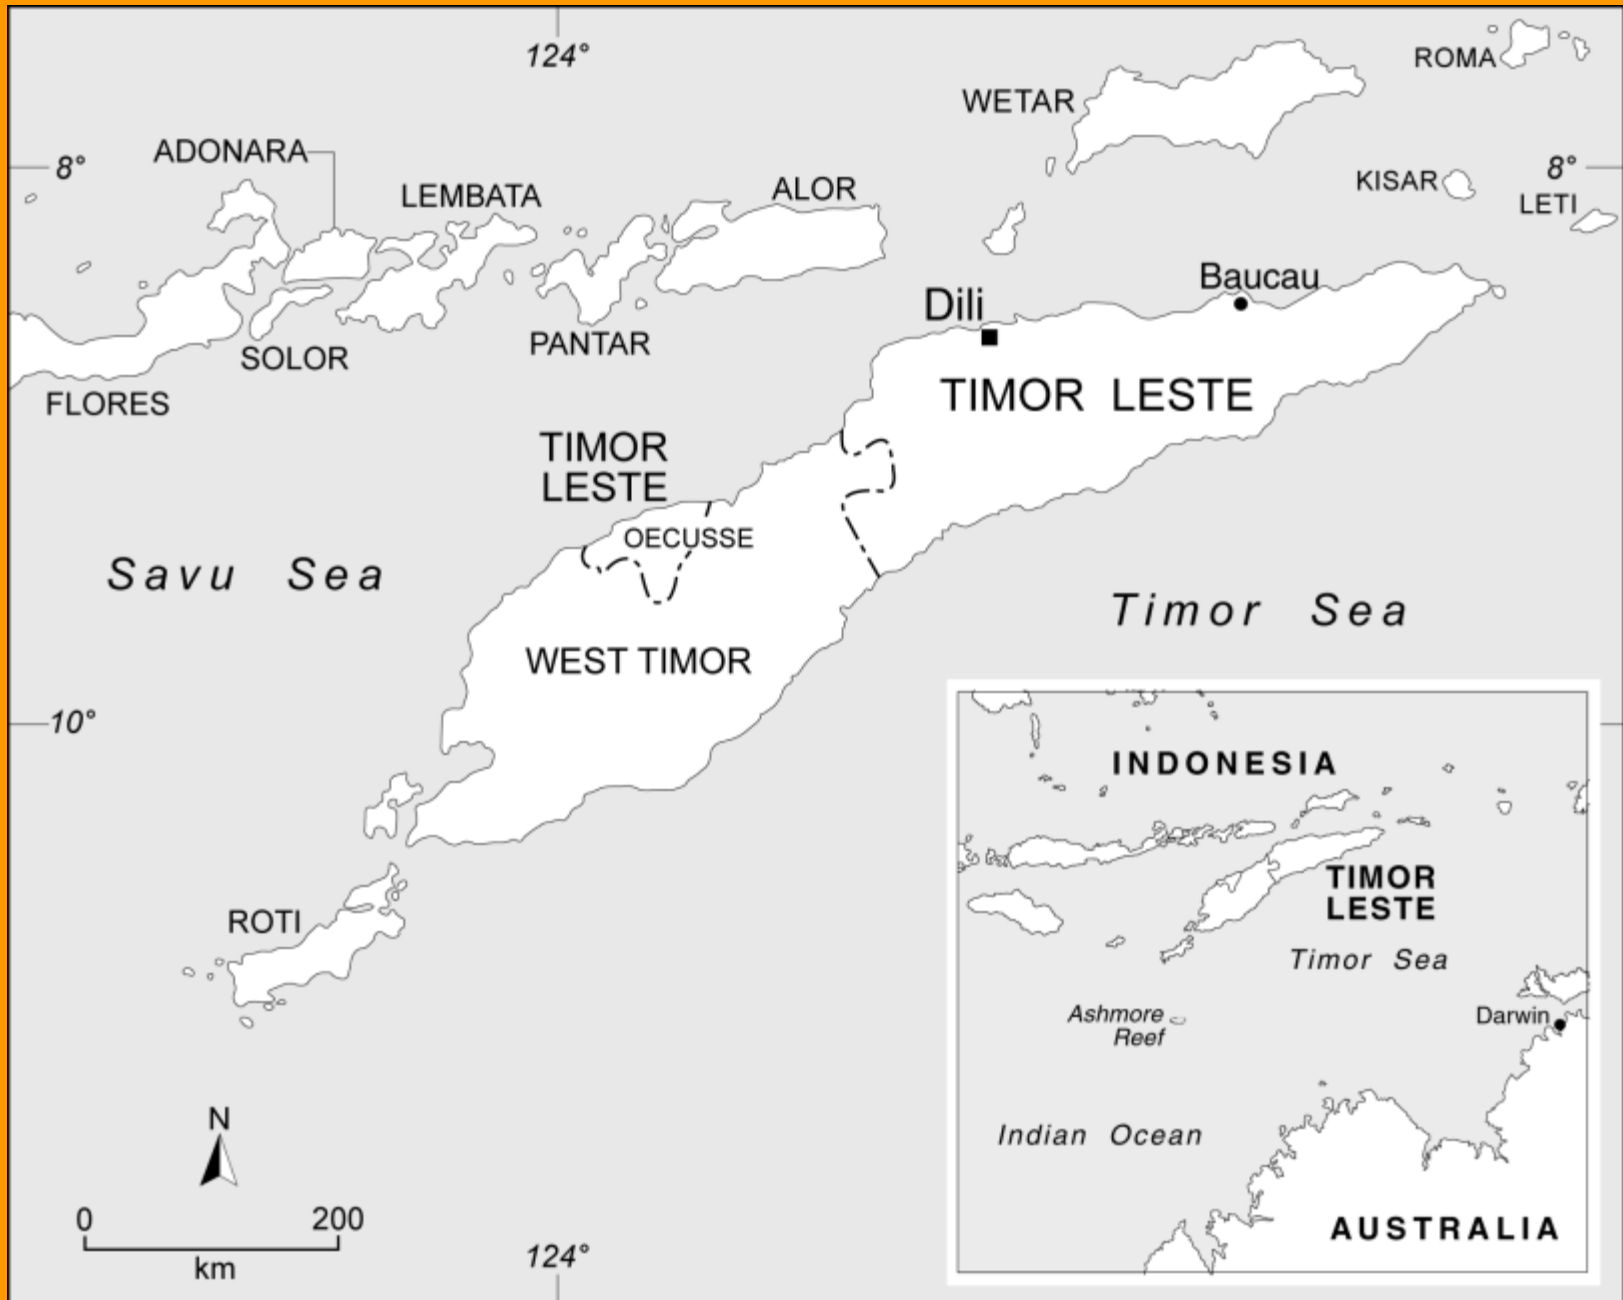 124°
ROMA
WETAR
ADONARA
8°
8°
LEMBATA
ALOR
KISAR
LETI
Baucau
Dili
SOLOR
PANTAR
FLORES
TIMOR LESTE
TIMOR
LESTE
OECUSSE
Savu Sea
Timor Sea
WEST TIMOR
10°
ROTI
N
0
200
km
124°
INDONESIA
TIMOR
LESTE
Timor Sea
Ashmore
Reef
Darwin
Indian Ocean
AUSTRALIA